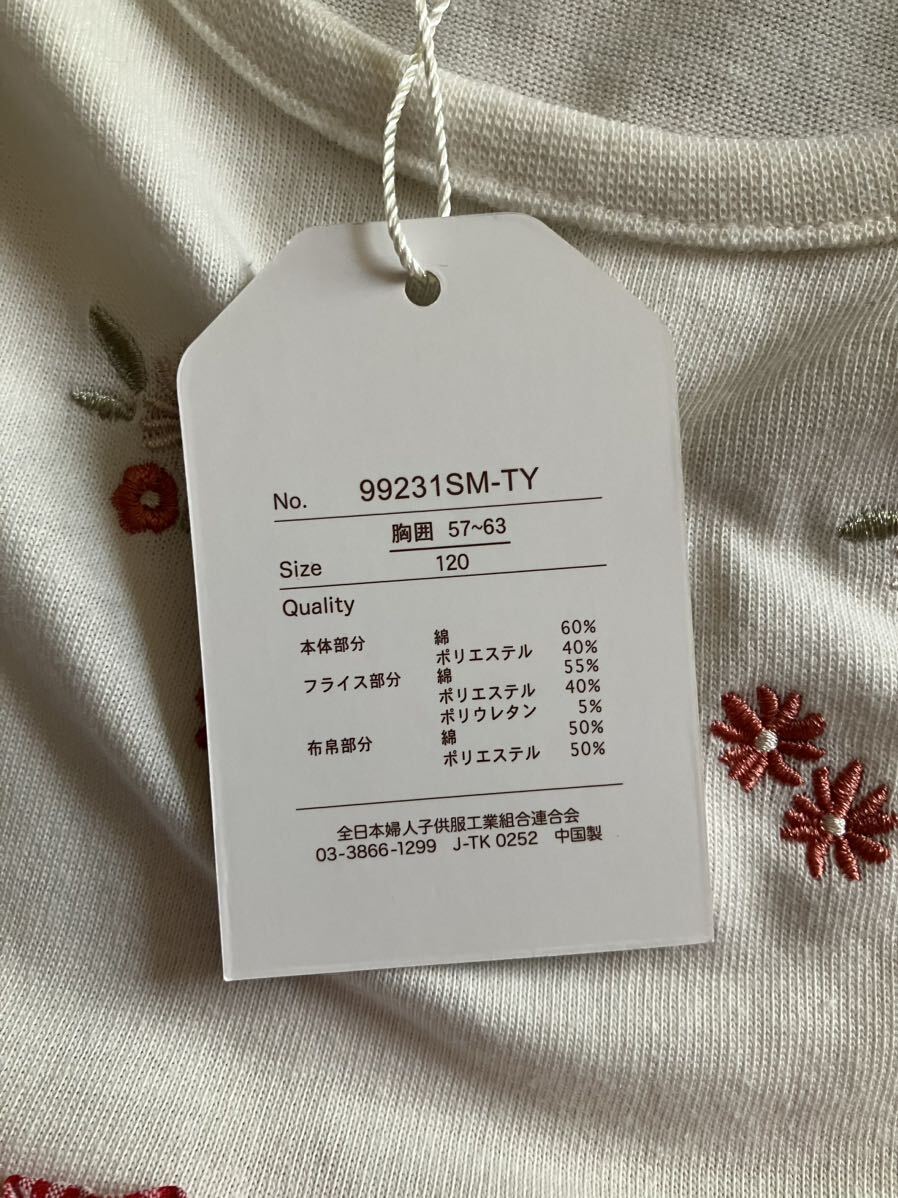 No. 99231SM-TY
胸囲 57~63
Size 120
Quality
本体部分 綿 60%
ポリエステル 40%
フライス部分 綿 55%
ポリエステル 40%
ポリウレタン 5%
布帛部分 綿 50%
ポリエステル 50%
全日本婦人子供服工業組合連合会
03-3866-1299 J-TK 0252 中国製